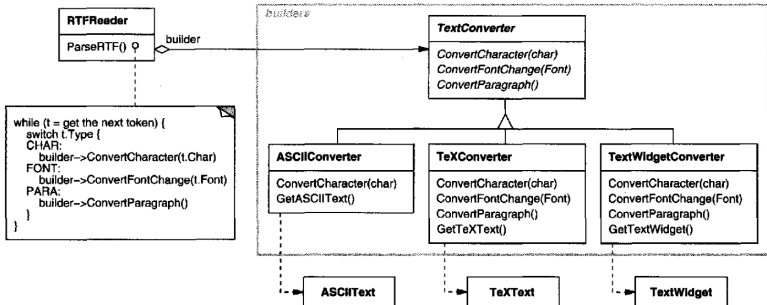 RTFReader
ParseRTF()
builder
builders
TextConverter
ConvertCharacter(char)
ConvertFontChange(Font)
ConvertParagraph()
while (t = get the next token) {
switch t.Type {
CHAR:
builder->ConvertCharacter(t.Char)
FONT:
builder->ConvertFontChange(t.Font)
PARA:
builder->ConvertParagraph()
}
}
ASCIIConverter
ConvertCharacter(char)
GetASCIIText()
TeXConverter
ConvertCharacter(char)
ConvertFontChange(Font)
ConvertParagraph()
GetTeXText()
TextWidgetConverter
ConvertCharacter(char)
ConvertFontChange(Font)
ConvertParagraph()
GetTextWidget()
ASCIIText
TeXText
TextWidget